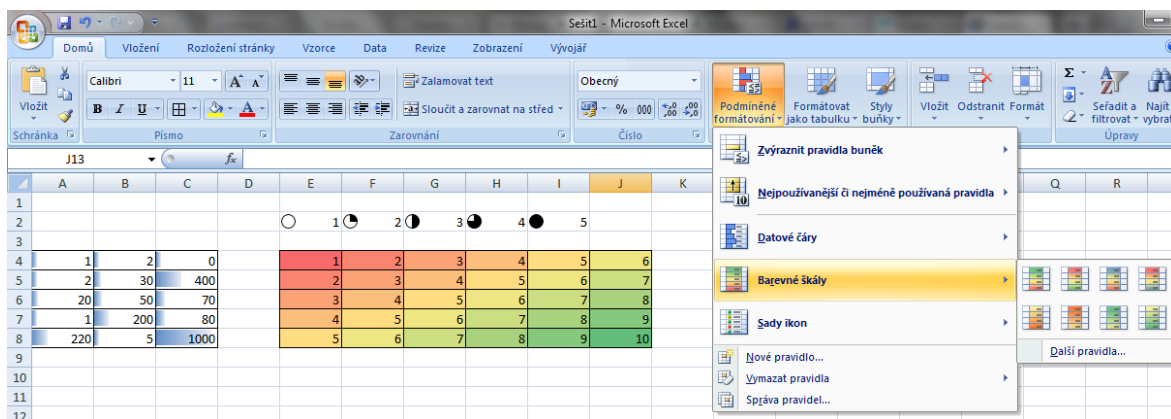 Sešit1 - Microsoft Excel
Domů Vložení Rozložení stránky Vzorce Data Revize Zobrazení Vývojář
Calibri 11 A A Zalamovat text Obecný
Vložit B I U A Sloučit a zarovnat na střed % 000 Podmíněné formátování Formátovat jako tabulku Styly buňky Vložit Odstranit Formát Σ Seřadit a filtrovat Najít vybrat
Schránka Písmo Zarovnání Číslo Úpravy
J13 fx
Zvýraznit pravidla buněk
A B C D E F G H I J K Q R
Nejpoužívanější či nejméně používaná pravidla
1
2 1 2 3 4 5
3
Datové čáry
4 1 2 0 1 2 3 4 5 6
5 2 30 400 2 3 4 5 6 7
Barevné škály
6 20 50 70 3 4 5 6 7 8
7 1 200 80 4 5 6 7 8 9
Sady ikon
8 220 5 1000 5 6 7 8 9 10
Další pravidla...
9
Nové pravidlo...
10
Vymazat pravidla
11
Správa pravidel...
12